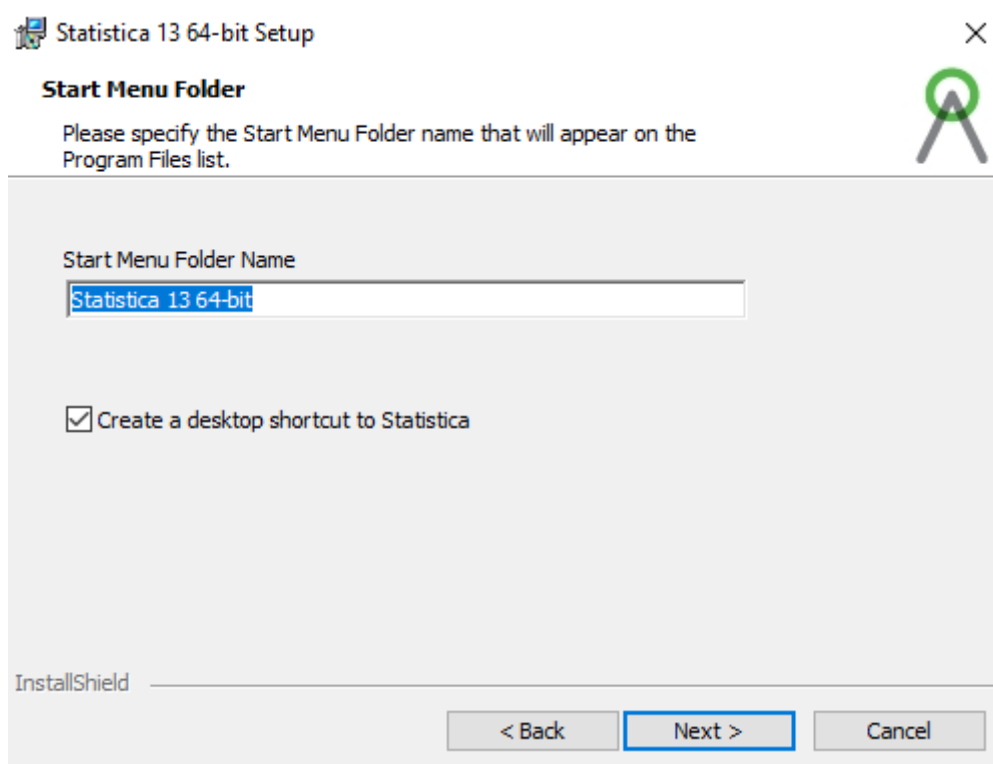 Statistica 13 64-bit Setup
Start Menu Folder
Please specify the Start Menu Folder name that will appear on the
Program Files list.
Start Menu Folder Name
Statistica 13 64-bit
Create a desktop shortcut to Statistica
InstallShield
< Back
Next >
Cancel